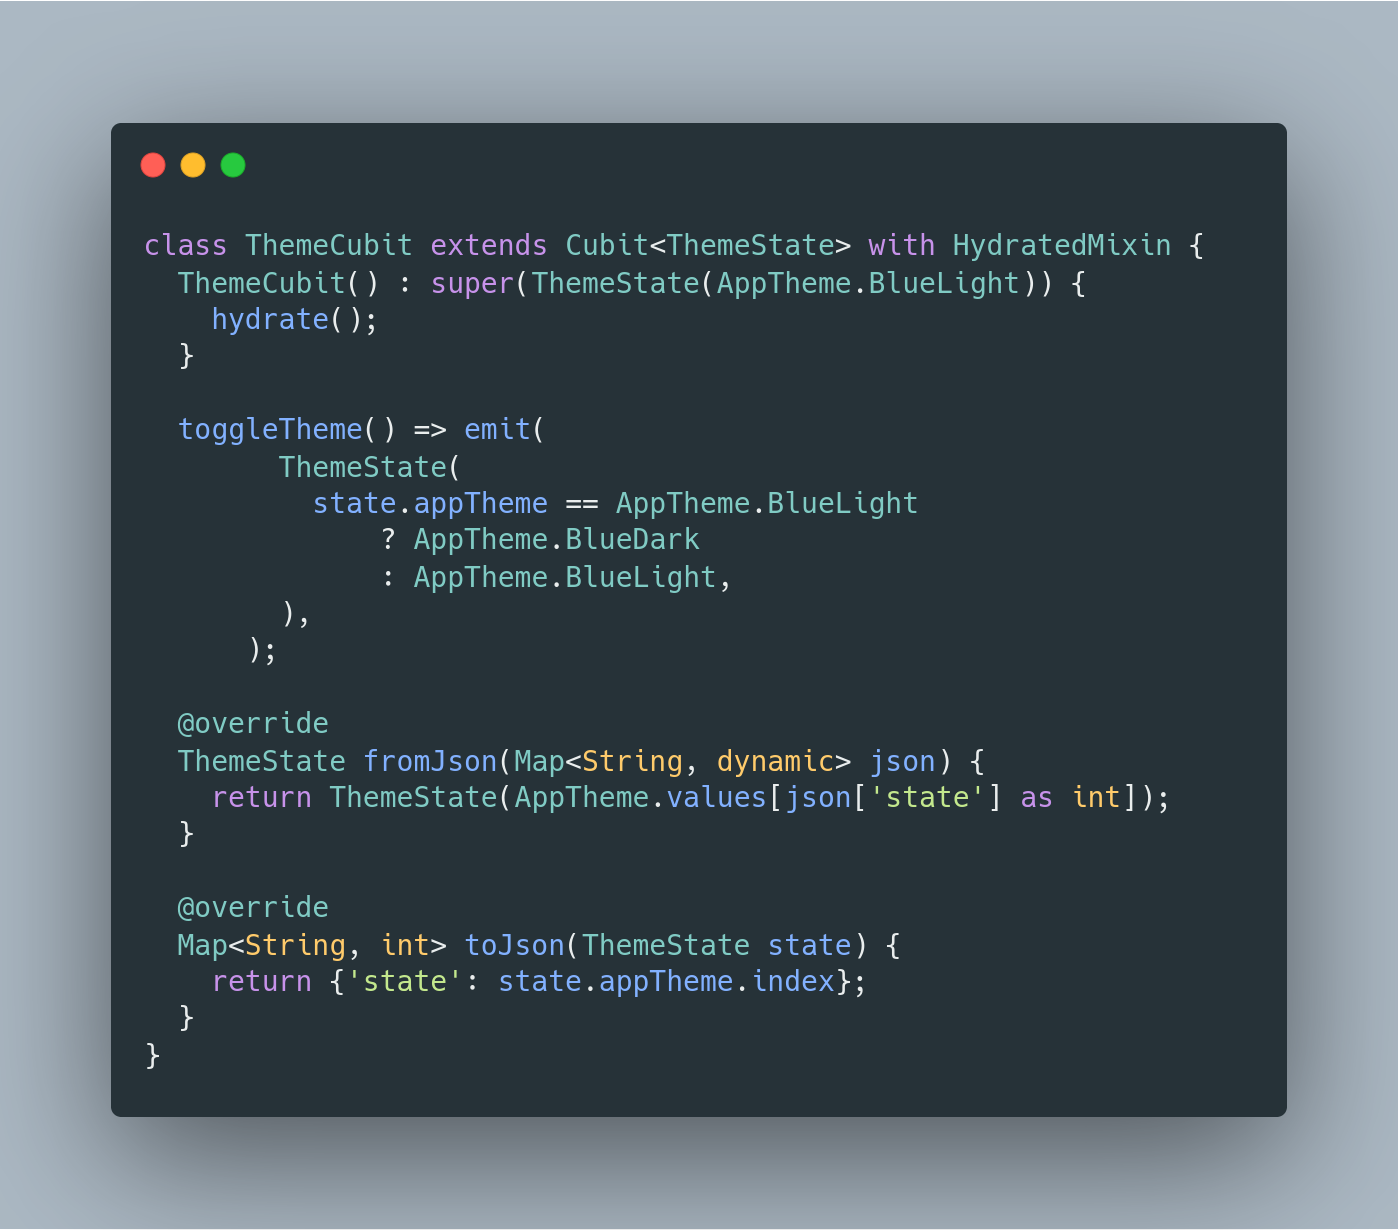 class ThemeCubit extends Cubit<ThemeState> with HydratedMixin {
  ThemeCubit() : super(ThemeState(AppTheme.BlueLight)) {
    hydrate();
  }

  toggleTheme() => emit(
        ThemeState(
          state.appTheme == AppTheme.BlueLight
              ? AppTheme.BlueDark
              : AppTheme.BlueLight,
        ),
      );

  @override
  ThemeState fromJson(Map<String, dynamic> json) {
    return ThemeState(AppTheme.values[json['state'] as int]);
  }

  @override
  Map<String, int> toJson(ThemeState state) {
    return {'state': state.appTheme.index};
  }
}